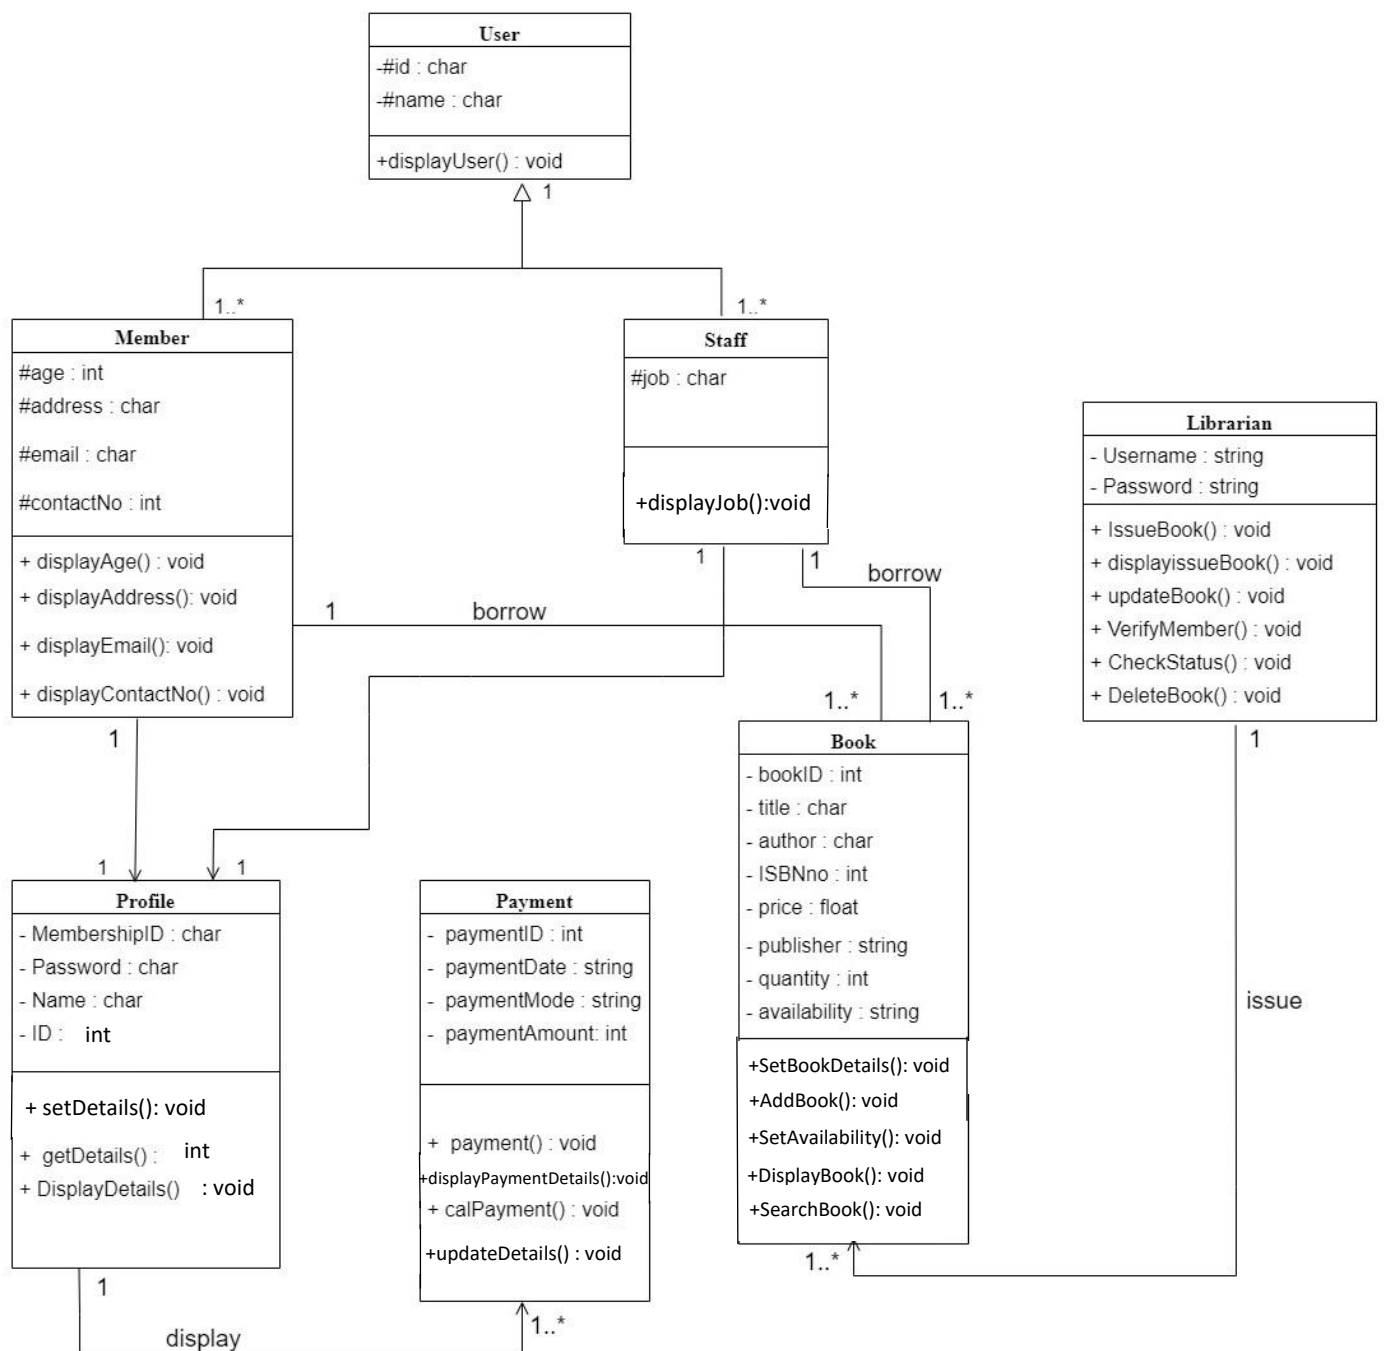 User
-#id : char
-#name : char
+displayUser() : void
1
1..*
1..*
Member
#age : int
#address : char
#email : char
#contactNo : int
+ displayAge() : void
+ displayAddress(): void
+ displayEmail(): void
+ displayContactNo() : void
Staff
#job : char
+displayJob():void
Librarian
- Username : string
- Password : string
+ IssueBook() : void
+ displayissueBook() : void
+ updateBook() : void
+ VerifyMember() : void
+ CheckStatus() : void
+ DeleteBook() : void
1
1
borrow
1
borrow
1..*
1..*
1
1
Book
- bookID : int
- title : char
- author : char
- ISBNno : int
- price : float
- publisher : string
- quantity : int
- availability : string
+SetBookDetails(): void
+AddBook(): void
+SetAvailability(): void
+DisplayBook(): void
+SearchBook(): void
issue
1..*
1
1
Profile
- MembershipID : char
- Password : char
- Name : char
- ID : int
+ setDetails(): void
+ getDetails() : int
+ DisplayDetails() : void
Payment
- paymentID : int
- paymentDate : string
- paymentMode : string
- paymentAmount: int
+ payment() : void
+displayPaymentDetails():void
+ calPayment() : void
+updateDetails() : void
1
display
1..*